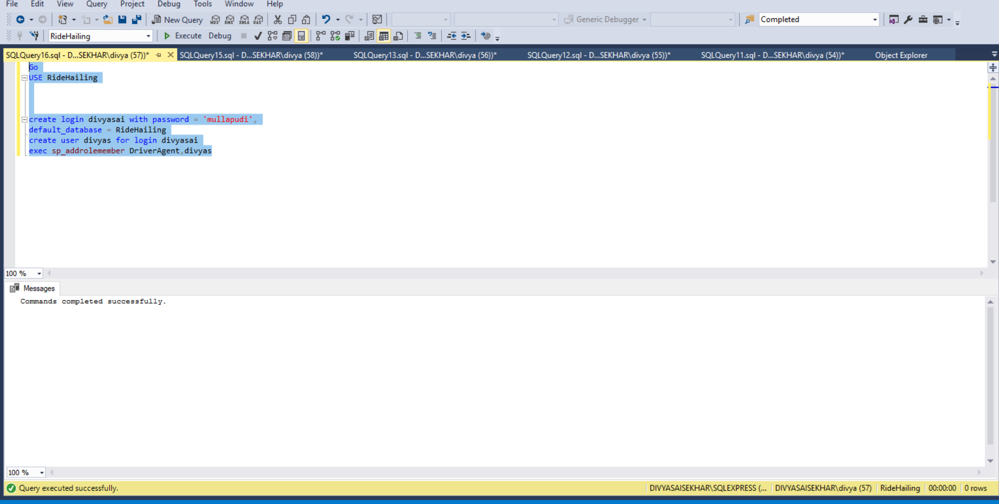 File Edit View Query Project Debug Tools Window Help
New Query MDX DMX XMLA DAX Generic Debugger Completed
RideHailing Execute Debug
SQLQuery16.sql - D...SEKHAR\divya (57))* SQLQuery15.sql - D...SEKHAR\divya (58))* SQLQuery13.sql - D...SEKHAR\divya (56))* SQLQuery12.sql - D...SEKHAR\divya (55))* SQLQuery11.sql - D...SEKHAR\divya (54))* Object Explorer
Go
USE RideHailing
create login divyasai with password = 'mullapudi',
default_database = RideHailing
create user divyas for login divyasai
exec sp_addrolemember DriverAgent,divyas
100 %
Messages
Commands completed successfully.
100 %
Query executed successfully. DIVYASAISEKHAR\SQLEXPRESS (... DIVYASAISEKHAR\divya (57) RideHailing 00:00:00 0 rows